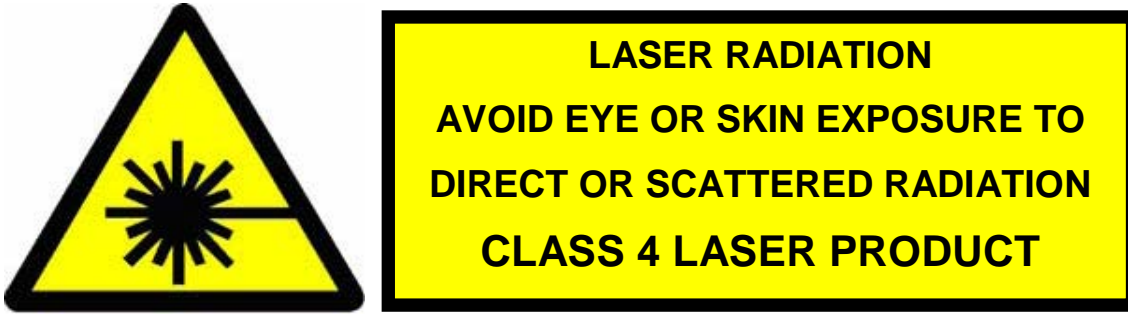 LASER RADIATION
AVOID EYE OR SKIN EXPOSURE TO
DIRECT OR SCATTERED RADIATION
CLASS 4 LASER PRODUCT